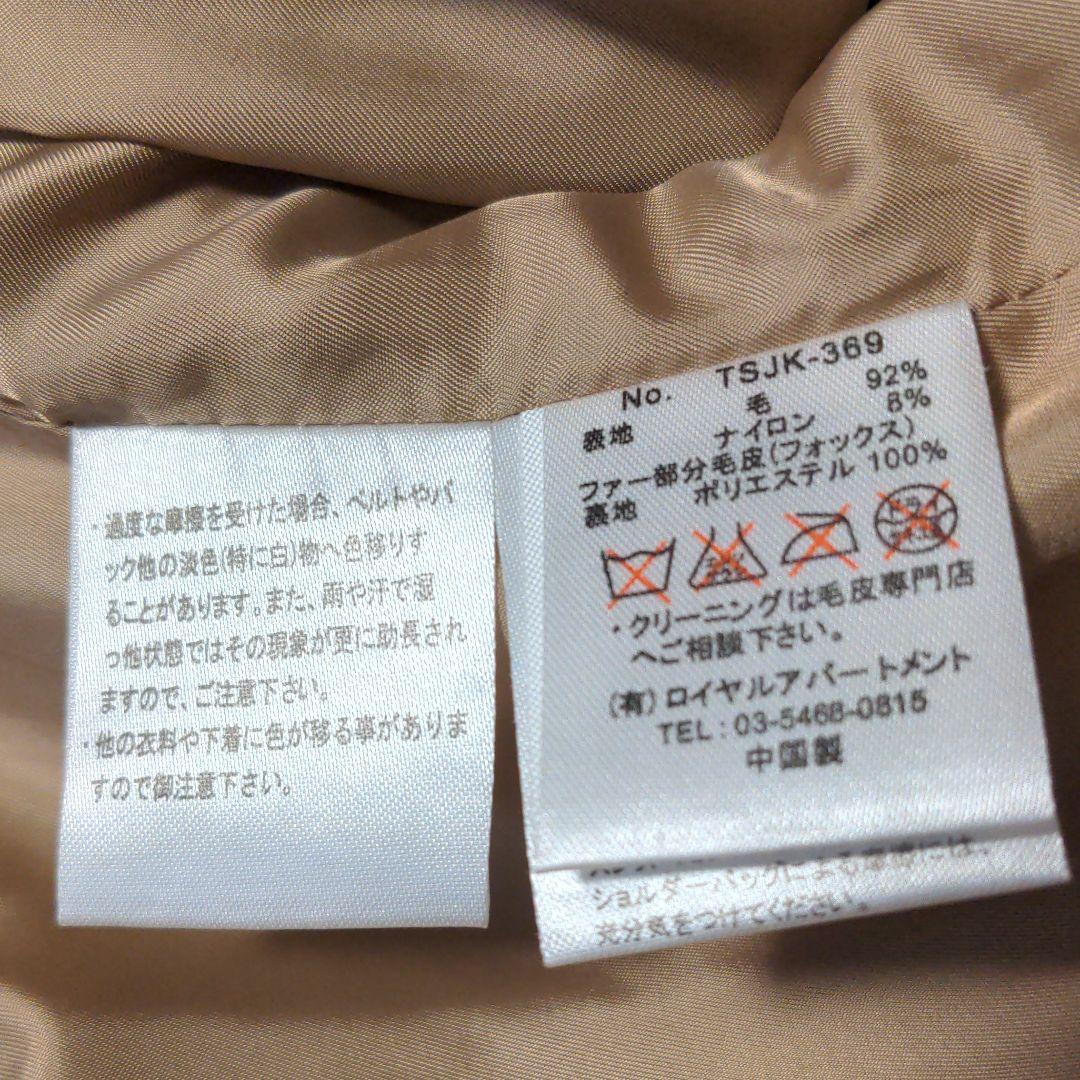 ・過度な摩擦を受けた場合、ベルトやバ
ック他の淡色(特に白)物へ色移りす
ることがあります。また、雨や汗で湿
っ他状態ではその現象が更に助長され
ますので、ご注意下さい。
・他の衣料や下着に色が移る事がありま
すので御注意下さい。
No. TSJK-369
表地 毛 92%
ナイロン 8%
ファー部分毛皮(フォックス)
裏地 ポリエステル 100%
ドライ
・クリーニングは毛皮専門店
へご相談下さい。
(有)ロイヤルアパートメント
TEL:03-5468-0815
中国製
ショルダーバックによる摩擦には、
充分気をつけてください。